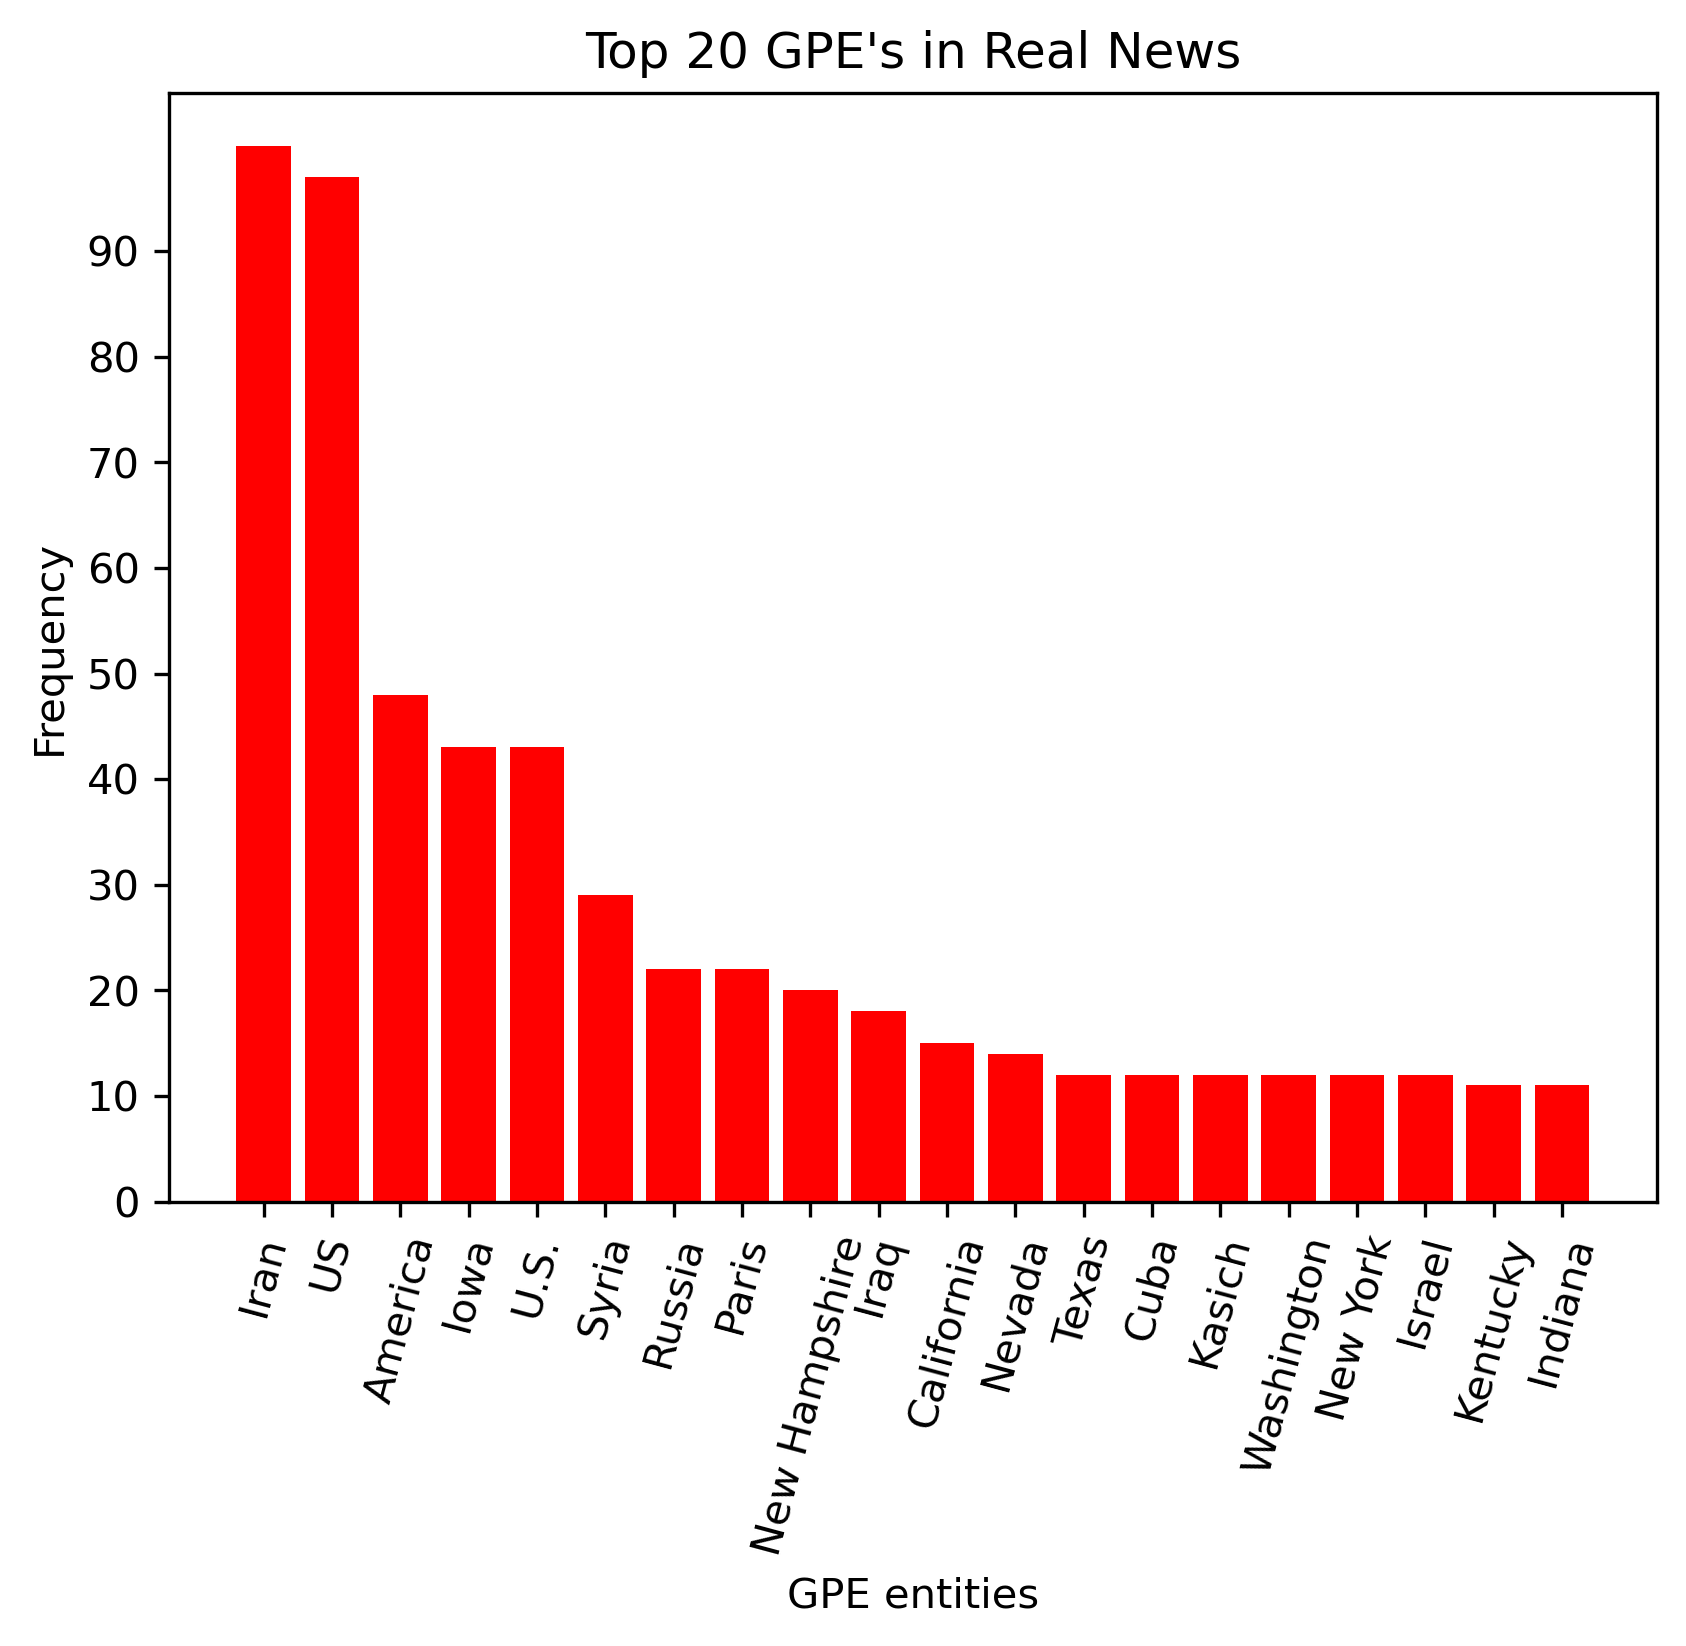 Top 20 GPE's in Real News
Frequency
90
80
70
60
50
40
30
20
10
0
Iran
US
America
Iowa
U.S.
Syria
Russia
Paris
New Hampshire
Iraq
California
Nevada
Texas
Cuba
Kasich
Washington
New York
Israel
Kentucky
Indiana
GPE entities